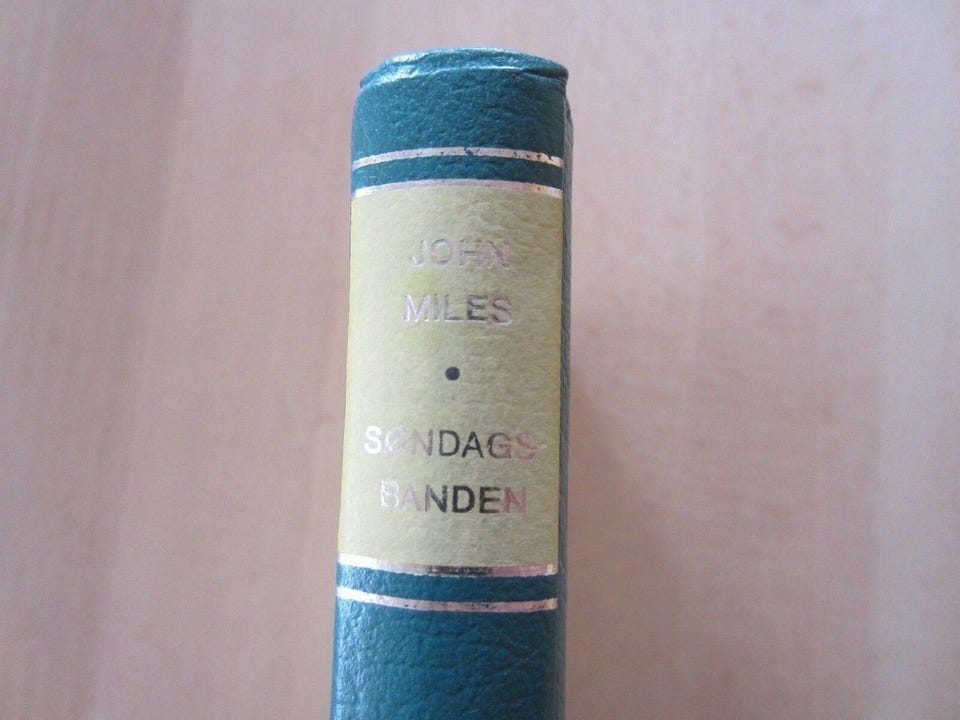 JOHN
MILES
•
SØNDAGS-
BANDEN